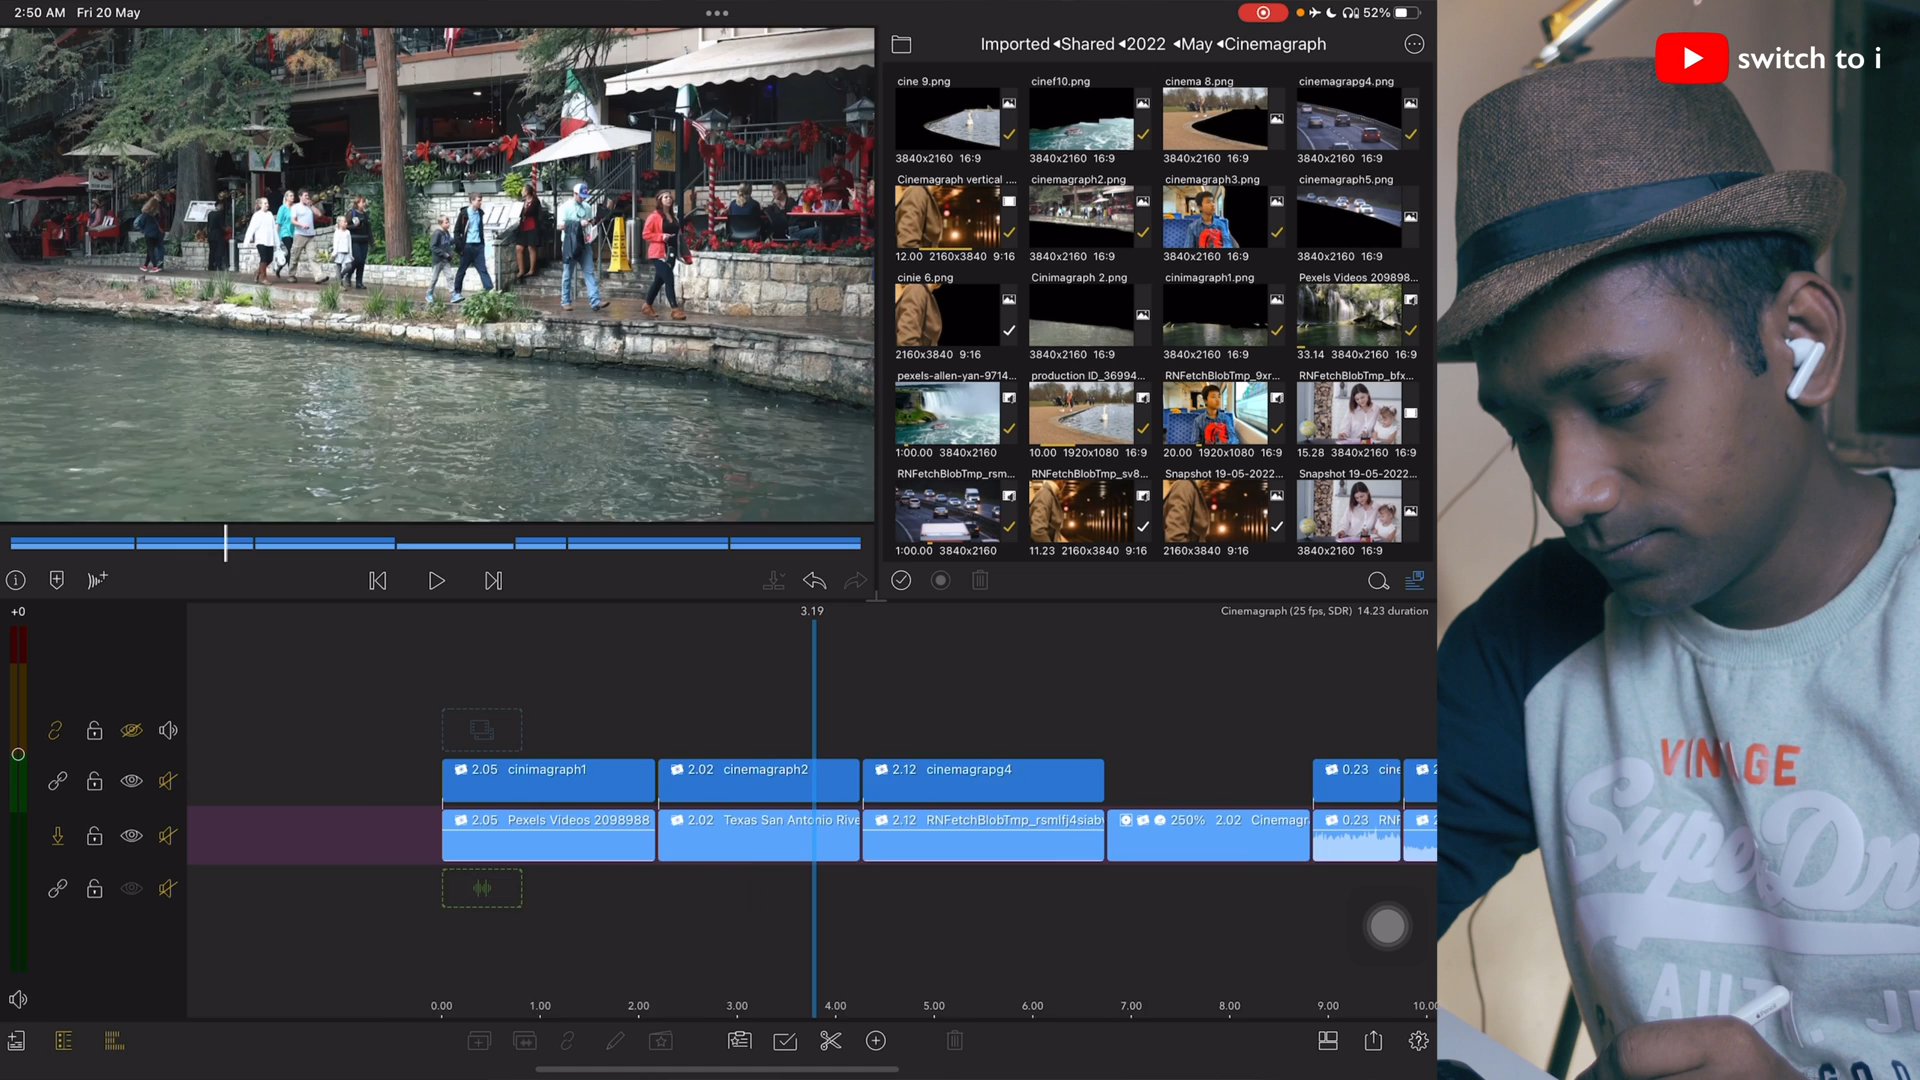 2:50 AM Fri 20 May
52%
switch to i
Imported Shared 2022 May Cinemagraph
cine 9.png
cinef10.png
cinema 8.png
cinemagrapg4.png
3840x2160 16:9
3840x2160 16:9
3840x2160 16:9
3840x2160 16:9
Cinemagraph vertical ....
cinemagraph2.png
cinemagraph3.png
cinemagraph5.png
12.00 2160x3840 9:16
3840x2160 16:9
3840x2160 16:9
3840x2160 16:9
cinie 6.png
Cinimagraph 2.png
cinimagraph1.png
Pexels Videos 209898...
2160x3840 9:16
3840x2160 16:9
3840x2160 16:9
33.14 3840x2160 16:9
pexels-allen-yan-9714...
production ID_36994...
RNFetchBlobTmp_9xr...
RNFetchBlobTmp_bfx...
1:00.00 3840x2160
10.00 1920x1080 16:9
20.00 1920x1080 16:9
15.28 3840x2160 16:9
RNFetchBlobTmp_rsm...
RNFetchBlobTmp_sv8...
Snapshot 19-05-2022...
Snapshot 19-05-2022...
1:00.00 3840x2160
11.23 2160x3840 9:16
2160x3840 9:16
3840x2160 16:9
+0
3.19
Cinemagraph (25 fps, SDR) 14.23 duration
2.05 cinimagraph1
2.02 cinemagraph2
2.12 cinemagrapg4
0.23 cine
2
2.05 Pexels Videos 2098988
2.02 Texas San Antonio Rive
2.12 RNFetchBlobTmp_rsmlfj4siab
250% 2.02 Cinemagr
0.23 RNF
2
0.00 1.00 2.00 3.00 4.00 5.00 6.00 7.00 8.00 9.00 10.0
VINAGE
SuperDr